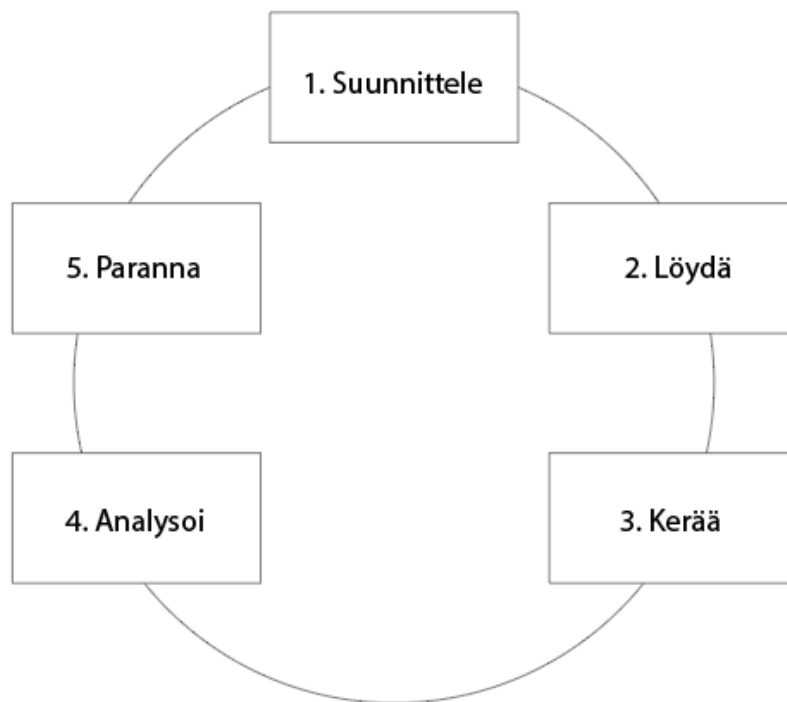 1. Suunnittele
2. Löydä
3. Kerää
4. Analysoi
5. Paranna